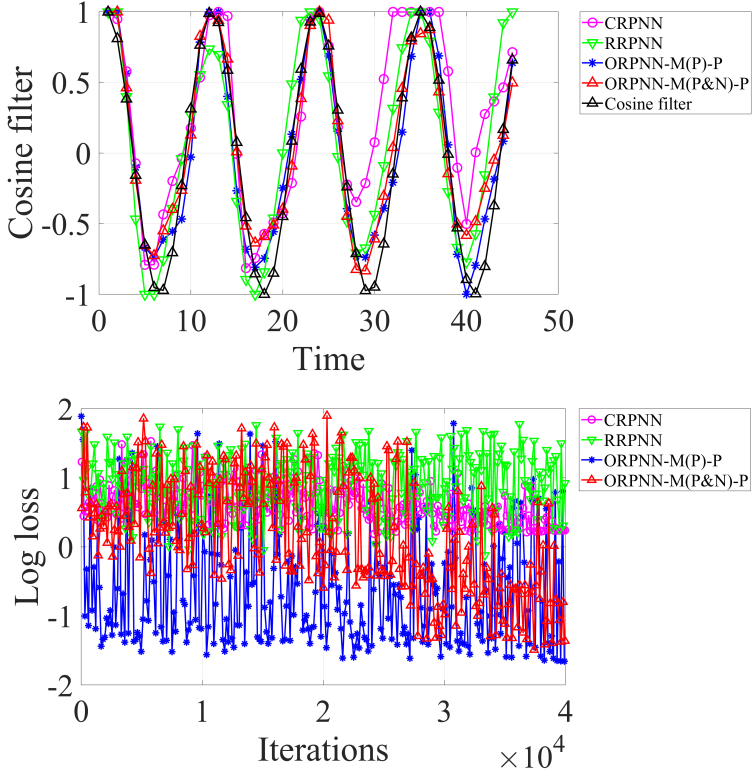 1
0.5
0
-0.5
-1
Cosine filter
0 10 20 30 40 50
Time
CRPNN
RRPNN
ORPNN-M(P)-P
ORPNN-M(P&N)-P
Cosine filter
2
1
0
-1
-2
Log loss
0 1 2 3 4
Iterations
×10^4
CRPNN
RRPNN
ORPNN-M(P)-P
ORPNN-M(P&N)-P